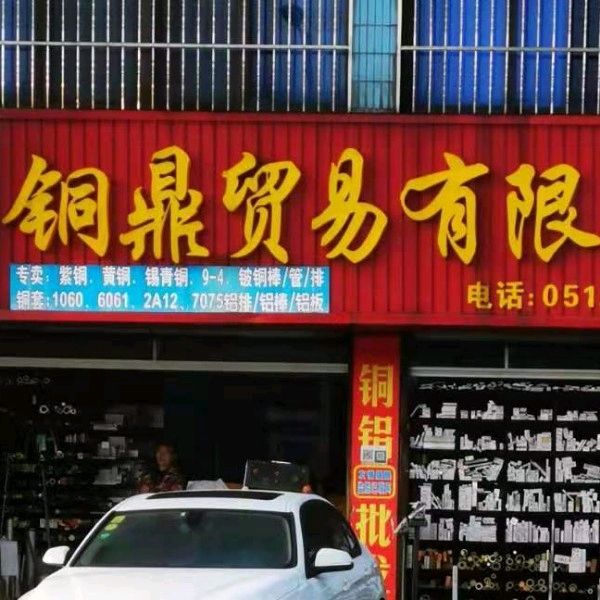 铜鼎贸易有限
专卖：紫铜、黄铜、锡青铜、9-4、铍铜棒/管/排
铜套：1060、6061、2A12、7075铝排/铝棒/铝板
电话：051
铜铝批发